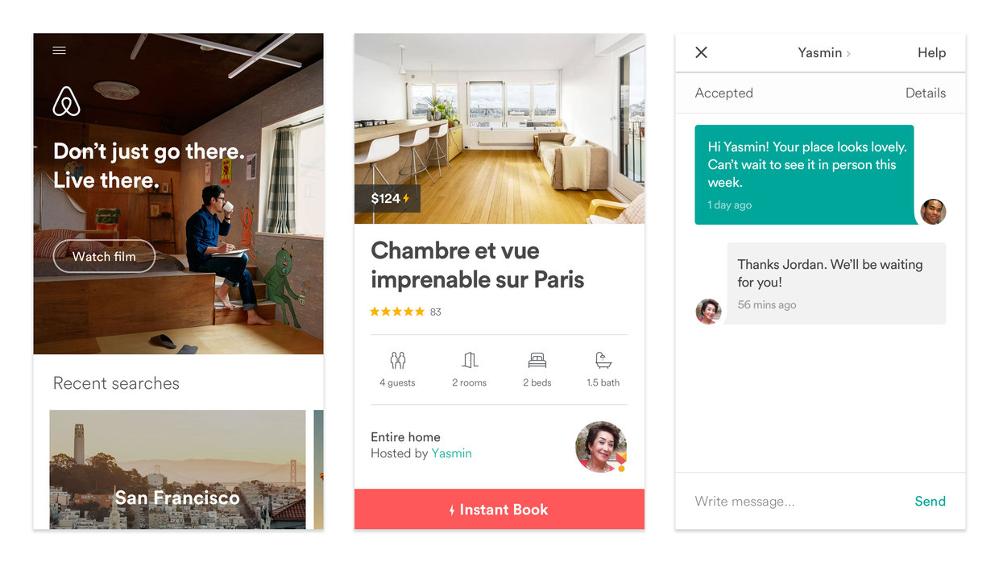 Don't just go there.
Live there.
Watch film
Recent searches
San Francisco
$124
Chambre et vue
imprenable sur Paris
83
4 guests
2 rooms
2 beds
1.5 bath
Entire home
Hosted by Yasmin
Instant Book
Yasmin
Help
Accepted
Details
Hi Yasmin! Your place looks lovely.
Can't wait to see it in person this
week.
1 day ago
Thanks Jordan. We'll be waiting
for you!
56 mins ago
Write message...
Send